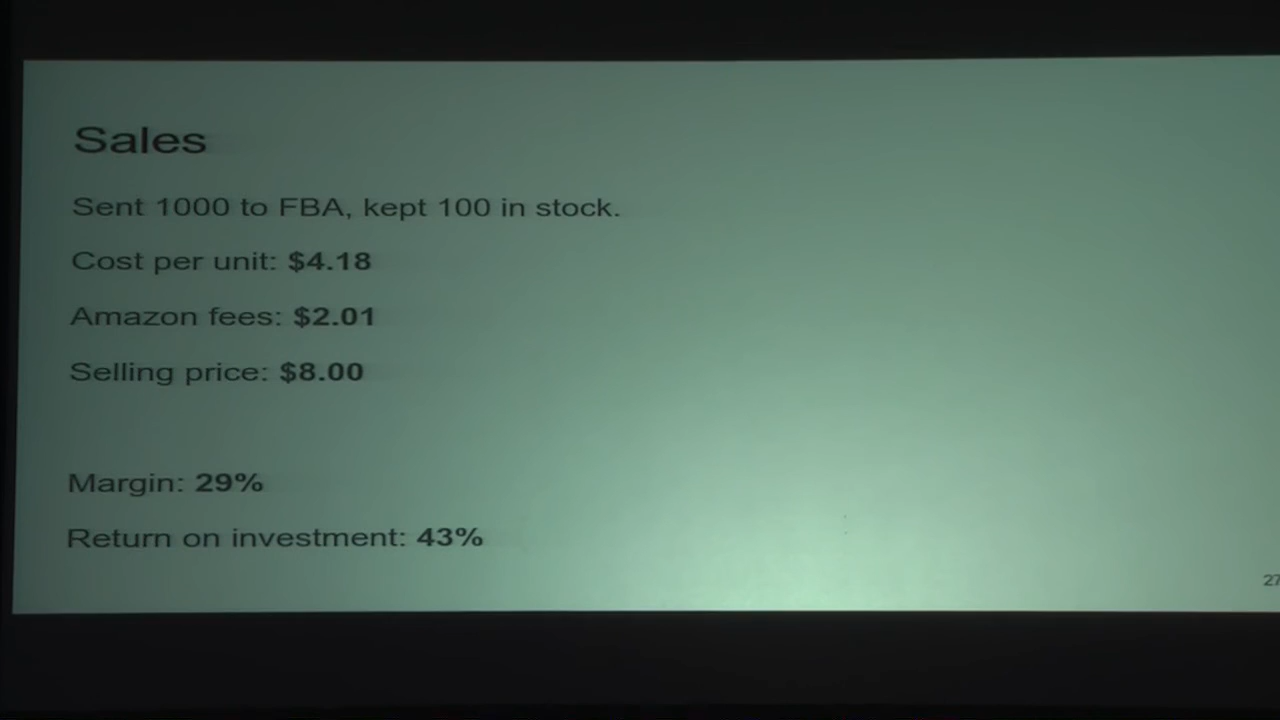 Sales
Sent 1000 to FBA, kept 100 in stock.
Cost per unit: $4.18
Amazon fees: $2.01
Selling price: $8.00
Margin: 29%
Return on investment: 43%
27